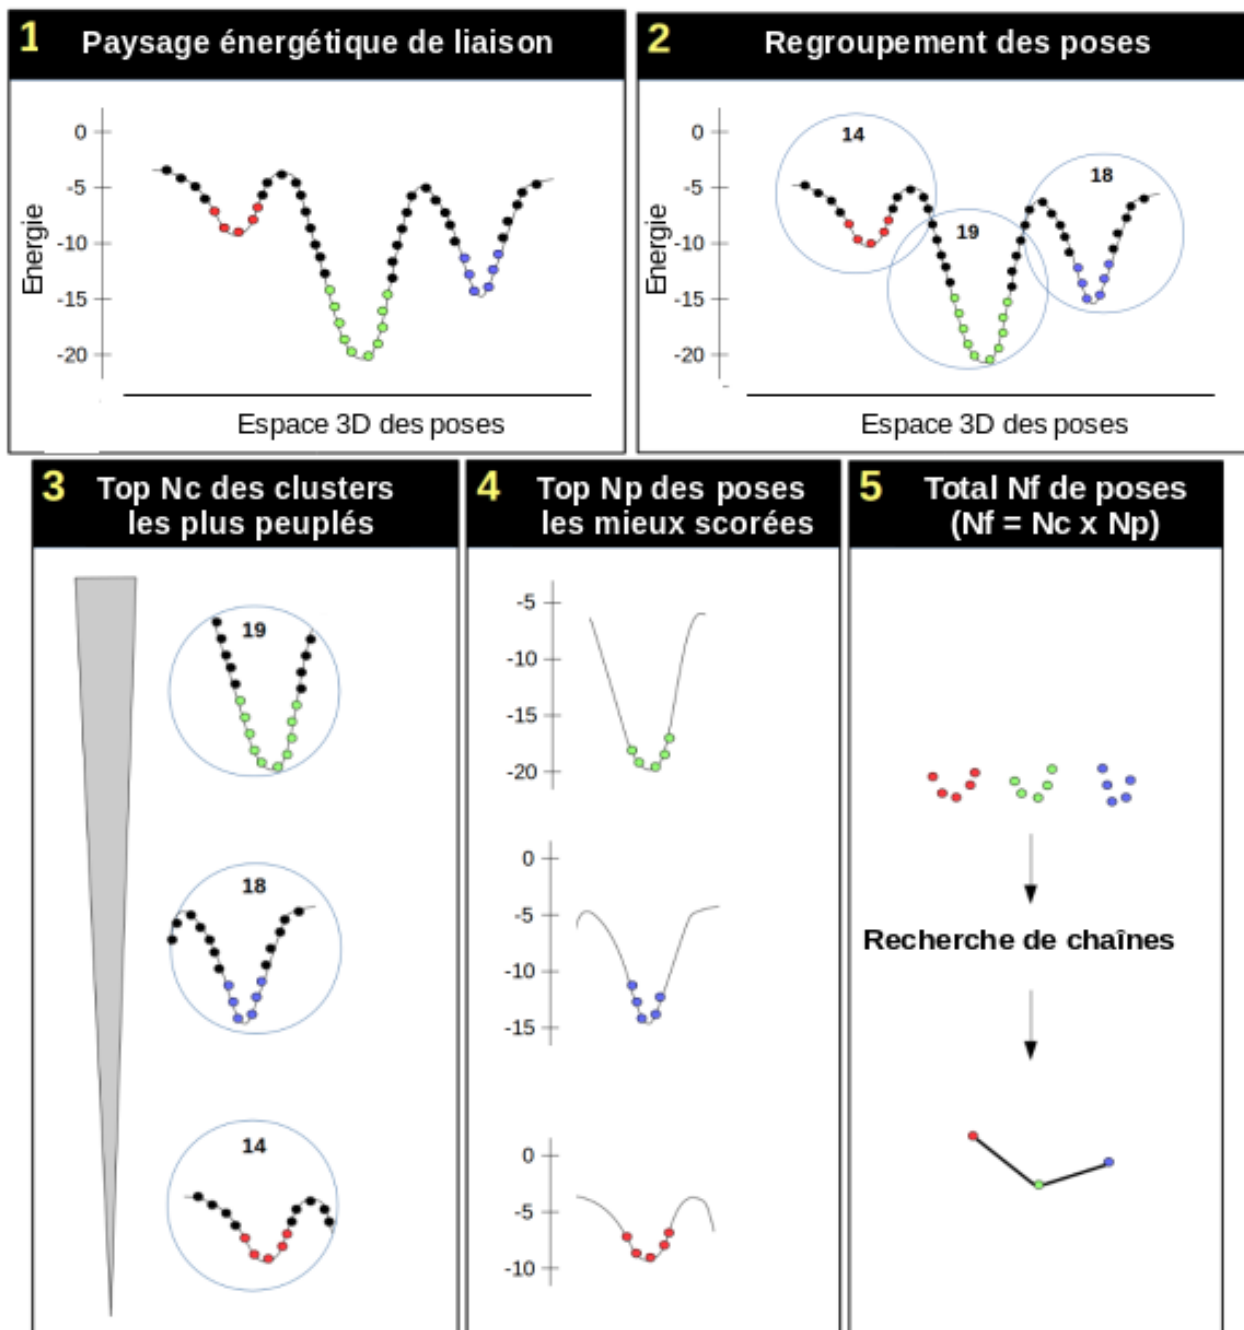 1 Paysage énergétique de liaison
0
-5
-10
-15
-20
Energie
Espace 3D des poses
2 Regroupement des poses
0
-5
-10
-15
-20
Energie
14
19
18
Espace 3D des poses
3 Top Nc des clusters
les plus peuplés
19
18
14
4 Top Np des poses
les mieux scorées
-5
-10
-15
-20
0
-5
-10
-15
0
-5
-10
5 Total Nf de poses
(Nf = Nc x Np)
Recherche de chaînes